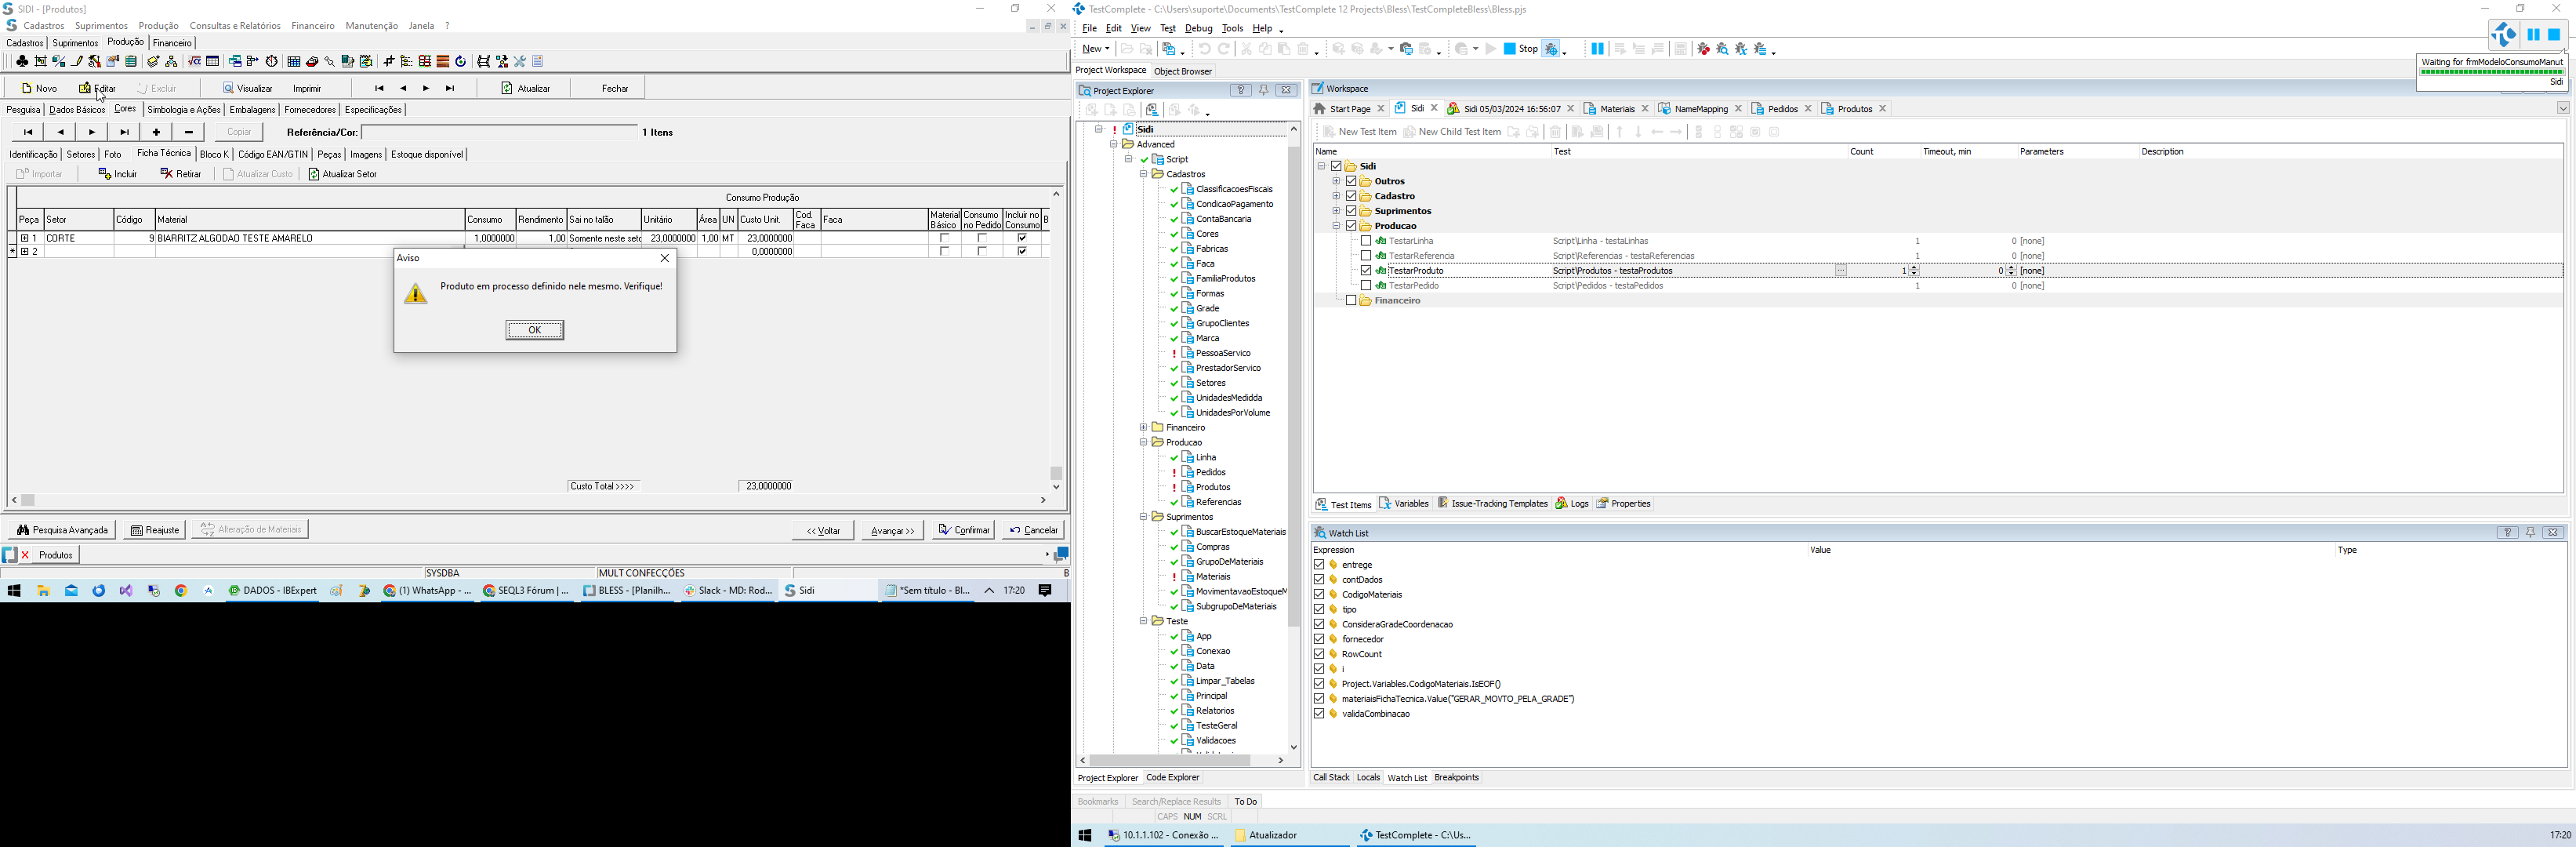 SIDI - [Produtos]
Cadastros Suprimentos Produção Consultas e Relatórios Financeiro Manutenção Janela ?
Cadastros Suprimentos Produção Financeiro
Novo Editar Excluir Visualizar Imprimir Atualizar Fechar
Pesquisa Dados Básicos Cores Simbologia e Ações Embalagens Fornecedores Especificações
Copiar Referência/Cor: 1 Itens
Identificação Setores Foto Ficha Técnica Bloco K Código EAN/GTIN Peças Imagens Estoque disponível
Importar Incluir Retirar Atualizar Custo Atualizar Setor
Consumo Produção
Peça Setor Código Material Consumo Rendimento Sai no talão Unitário Área UN Custo Unit. Cod. Faca Faca Material Básico Consumo no Pedido Incluir no Consumo B
1 CORTE 9 BIARRITZ ALGODAO TESTE AMARELO 1,0000000 1,00 Somente neste seto 23,0000000 1,00 MT 23,0000000
* 2 0,0000000
Aviso
Produto em processo definido nele mesmo. Verifique!
OK
Custo Total >>>> 23,0000000
Pesquisa Avançada Reajuste Alteração de Materiais << Voltar Avançar >> Confirmar Cancelar
Produtos
SYSDBA MULT CONFECÇÕES B
DADOS - IBExpert (1) WhatsApp - ... SEQL3 Fórum | ... BLESS - [Planilh... Slack - MD: Rod... Sidi *Sem título - Bl... 17:20
TestComplete - C:\Users\suporte\Documents\TestComplete 12 Projects\Bless\TestCompleteBless\Bless.pjs
File Edit View Test Debug Tools Help
New Stop
Waiting for frmModeloConsumoManut
Sidi
Project Workspace Object Browser
Project Explorer
Sidi
Advanced
Script
Cadastros
ClassificacoesFiscais
CondicaoPagamento
ContaBancaria
Cores
Fabricas
Faca
FamiliaProdutos
Formas
Grade
GrupoClientes
Marca
PessoaServico
PrestadorServico
Setores
UnidadesMedidda
UnidadesPorVolume
Financeiro
Producao
Linha
Pedidos
Produtos
Referencias
Suprimentos
BuscarEstoqueMateriais
Compras
GrupoDeMateriais
Materiais
MovimentavaoEstoqueM
SubgrupoDeMateriais
Teste
App
Conexao
Data
Limpar_Tabelas
Principal
Relatorios
TesteGeral
Validacoes
Project Explorer Code Explorer
Workspace
Start Page Sidi Sidi 05/03/2024 16:56:07 Materiais NameMapping Pedidos Produtos
New Test Item New Child Test Item
Name Test Count Timeout, min Parameters Description
Sidi
Outros
Cadastro
Suprimentos
Producao
TestarLinha Script\Linha - testaLinhas 1 0 [none]
TestarReferencia Script\Referencias - testaReferencias 1 0 [none]
TestarProduto Script\Produtos - testaProdutos ... 1 0 [none]
TestarPedido Script\Pedidos - testaPedidos 1 0 [none]
Financeiro
Test Items Variables Issue-Tracking Templates Logs Properties
Watch List
Expression Value Type
entrege
contDados
CodigoMateriais
tipo
ConsideraGradeCoordenacao
fornecedor
RowCount
i
Project.Variables.CodigoMateriais.IsEOF()
materiaisFichaTecnica.Value("GERAR_MOVTO_PELA_GRADE")
validaCombinacao
Call Stack Locals Watch List Breakpoints
Bookmarks Search/Replace Results To Do
CAPS NUM SCRL
10.1.1.102 - Conexão ... Atualizador TestComplete - C:\Us... 17:20